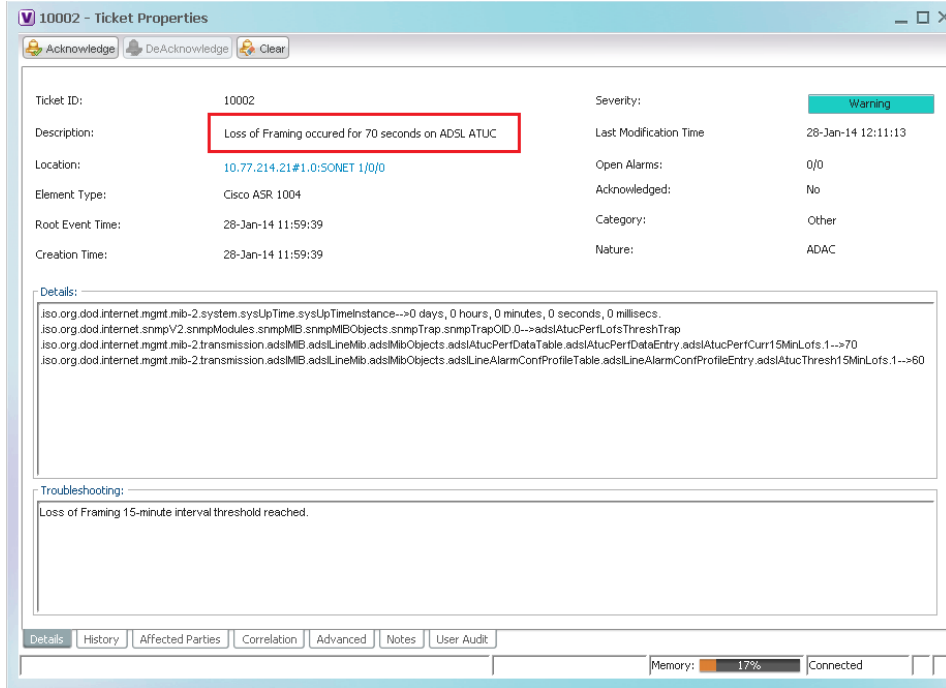 10002 - Ticket Properties
Acknowledge DeAcknowledge Clear
Ticket ID: 10002 Severity: Warning
Description: Loss of Framing occured for 70 seconds on ADSL ATUC Last Modification Time 28-Jan-14 12:11:13
Location: 10.77.214.21#1.0:SONET 1/0/0 Open Alarms: 0/0
Element Type: Cisco ASR 1004 Acknowledged: No
Root Event Time: 28-Jan-14 11:59:39 Category: Other
Creation Time: 28-Jan-14 11:59:39 Nature: ADAC
Details:
.iso.org.dod.internet.mgmt.mib-2.system.sysUpTime.sysUpTimeInstance-->0 days, 0 hours, 0 minutes, 0 seconds, 0 millisecs.
.iso.org.dod.internet.snmpV2.snmpModules.snmpMIB.snmpMIBObjects.snmpTrap.snmpTrapOID.0-->adslAtucPerfLofsThreshTrap
.iso.org.dod.internet.mgmt.mib-2.transmission.adslMIB.adslLineMib.adslMibObjects.adslAtucPerfDataTable.adslAtucPerfDataEntry.adslAtucPerfCurr15MinLofs.1-->70
.iso.org.dod.internet.mgmt.mib-2.transmission.adslMIB.adslLineMib.adslMibObjects.adslLineAlarmConfProfileTable.adslLineAlarmConfProfileEntry.adslAtucThresh15MinLofs.1-->60
Troubleshooting:
Loss of Framing 15-minute interval threshold reached.
Details History Affected Parties Correlation Advanced Notes User Audit
Memory: 17% Connected